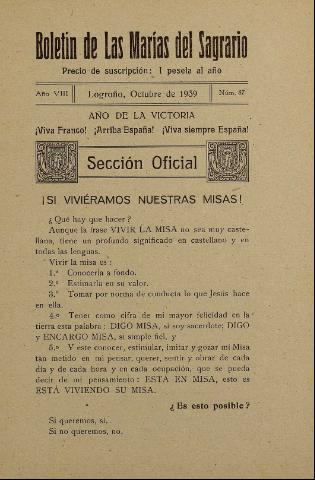 Boletín de Las Marías del Sagrario
Precio de suscripción: 1 peseta al año
Año VIII Logroño, Octubre de 1939 Núm. 87
AÑO DE LA VICTORIA
¡Viva Franco! ¡Arriba España! ¡Viva siempre España!
Sección Oficial
¡SI VIVIÉRAMOS NUESTRAS MISAS!
¿Qué hay que hacer?
Aunque la frase VIVIR LA MISA no sea muy caste-
llana, tiene un profundo significado en castellano y en
todas las lenguas.
Vivir la misa es:
1.º Conocerla a fondo.
2.º Estimarla en su valor.
3.º Tomar por norma de conducta lo que Jesús hace
en ella.
4.º Tener como cifra de mi mayor felicidad en la
tierra esta palabra: DIGO MISA, si soy sacerdote; DIGO
y ENCARGO MISA, si simple fiel, y
5.º Y este conocer, estimular, imitar y gozar mi Misa
tan metido en mi pensar, querer, sentir y obrar de cada
día y de cada hora y en cada ocupación, que se pueda
decir de mi pensamiento: ESTÁ EN MISA, esto es
ESTÁ VIVIENDO SU MISA.
¿Es esto posible?
Si queremos, si.
Si no queremos, no.